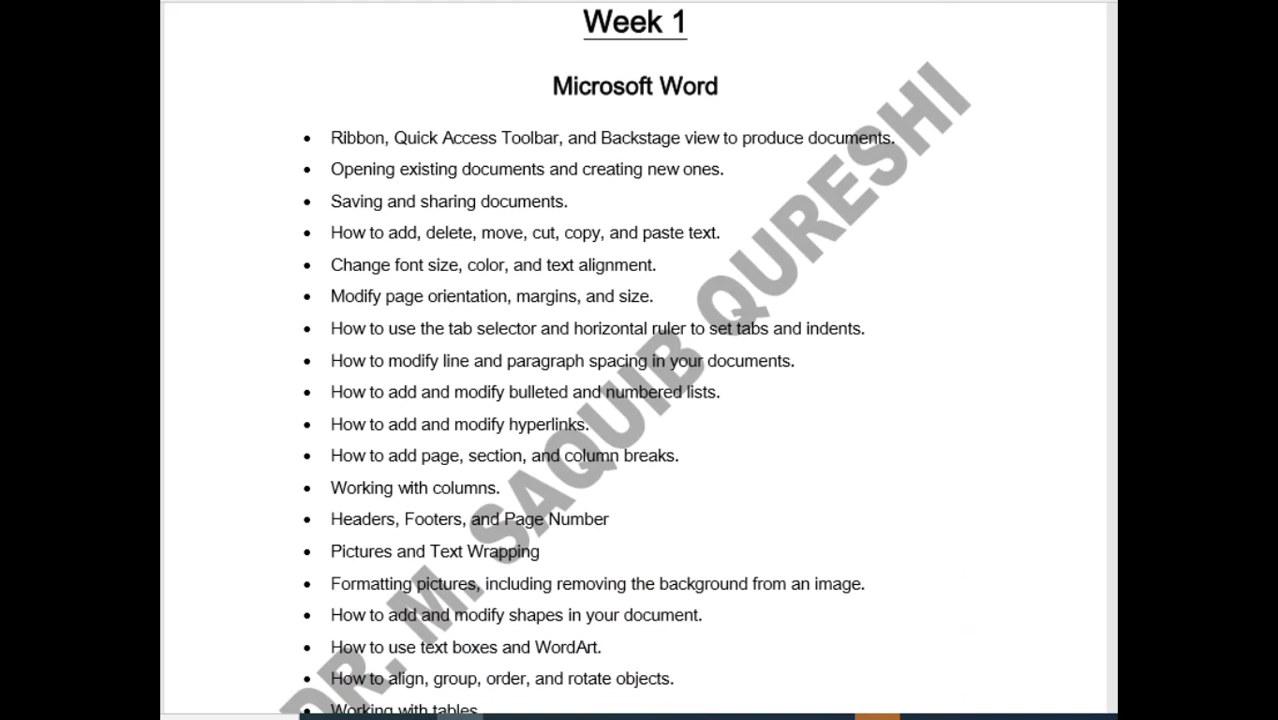 Week 1
Microsoft Word
• Ribbon, Quick Access Toolbar, and Backstage view to produce documents.
• Opening existing documents and creating new ones.
• Saving and sharing documents.
• How to add, delete, move, cut, copy, and paste text.
• Change font size, color, and text alignment.
• Modify page orientation, margins, and size.
• How to use the tab selector and horizontal ruler to set tabs and indents.
• How to modify line and paragraph spacing in your documents.
• How to add and modify bulleted and numbered lists.
• How to add and modify hyperlinks.
• How to add page, section, and column breaks.
• Working with columns.
• Headers, Footers, and Page Number
• Pictures and Text Wrapping
• Formatting pictures, including removing the background from an image.
• How to add and modify shapes in your document.
• How to use text boxes and WordArt.
• How to align, group, order, and rotate objects.
• Working with tables
DR. M. SAQUIB QURESHI